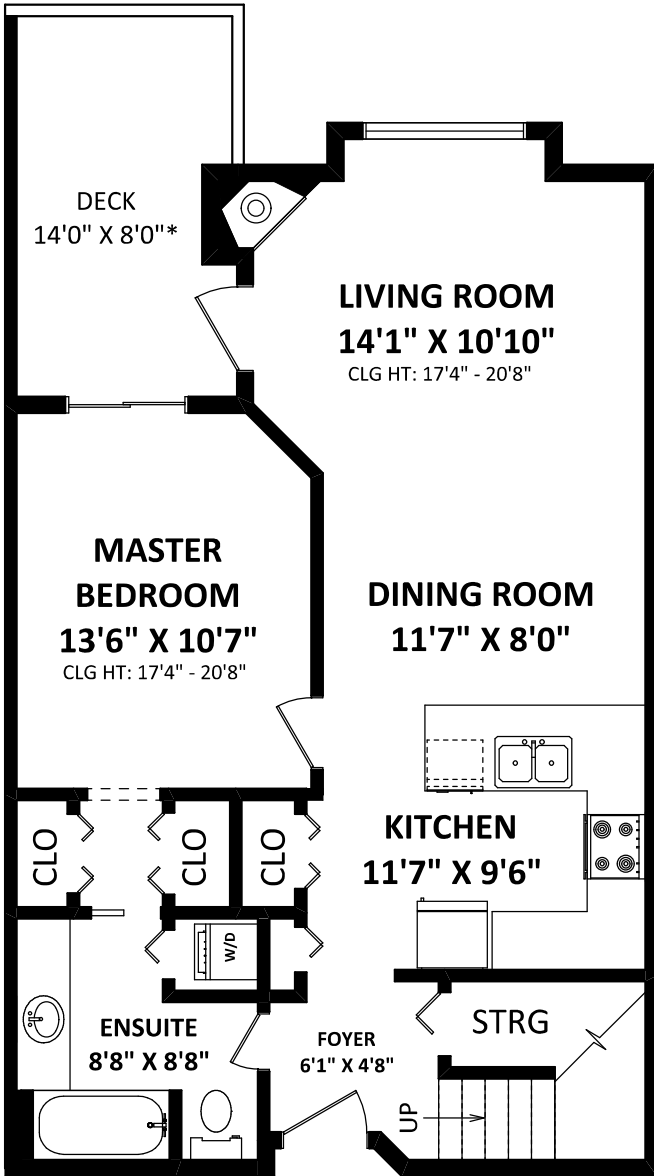 DECK
14'0" X 8'0"*
LIVING ROOM
14'1" X 10'10"
CLG HT: 17'4" - 20'8"
MASTER
BEDROOM
13'6" X 10'7"
CLG HT: 17'4" - 20'8"
DINING ROOM
11'7" X 8'0"
KITCHEN
11'7" X 9'6"
CLO
CLO
CLO
W/D
ENSUITE
8'8" X 8'8"
FOYER
6'1" X 4'8"
STRG
UP